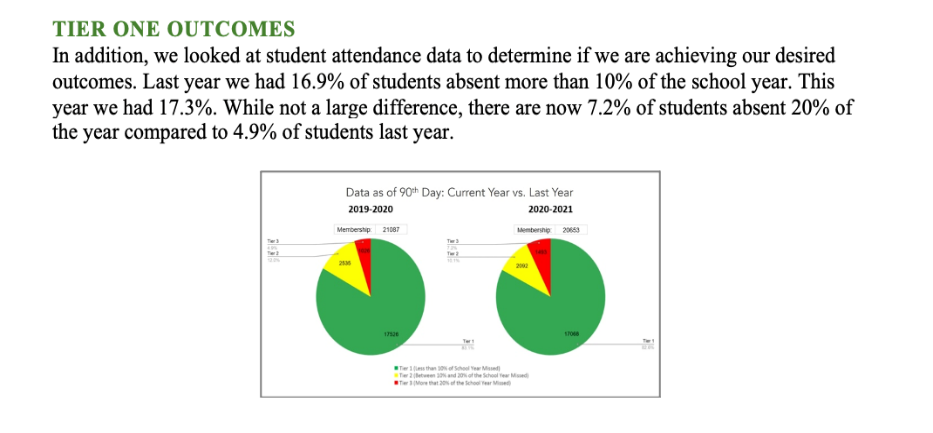 TIER ONE OUTCOMES
In addition, we looked at student attendance data to determine if we are achieving our desired
outcomes. Last year we had 16.9% of students absent more than 10% of the school year. This
year we had 17.3%. While not a large difference, there are now 7.2% of students absent 20% of
the year compared to 4.9% of students last year.
Data as of 90th Day: Current Year vs. Last Year
2019-2020 2020-2021
Membership: 21087 Membership: 20653
Tier 3 Tier 3
Tier 2 Tier 2
2536 2092
17526 17088
Tier 1 Tier 1
Tier 1 (Less than 10% of School Year Missed)
Tier 2 (Between 10% and 20% of the School Year Missed)
Tier 3 (More that 20% of the School Year Missed)